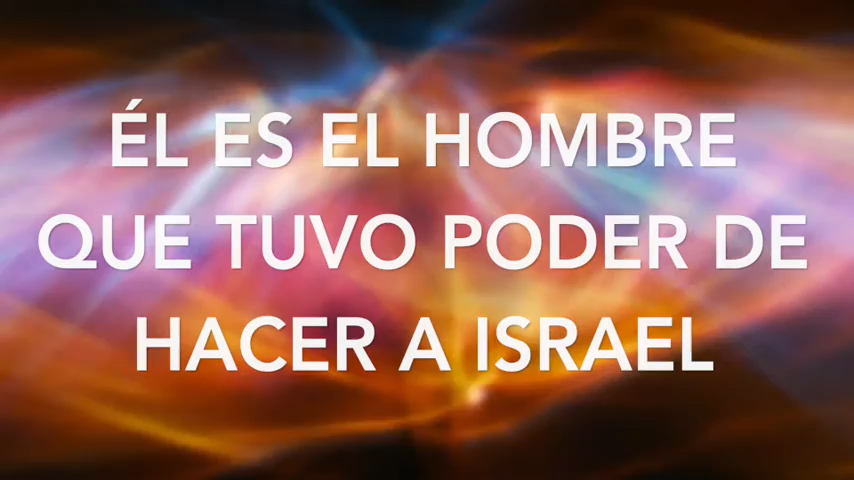 ÉL ES EL HOMBRE
QUE TUVO PODER DE
HACER A ISRAEL